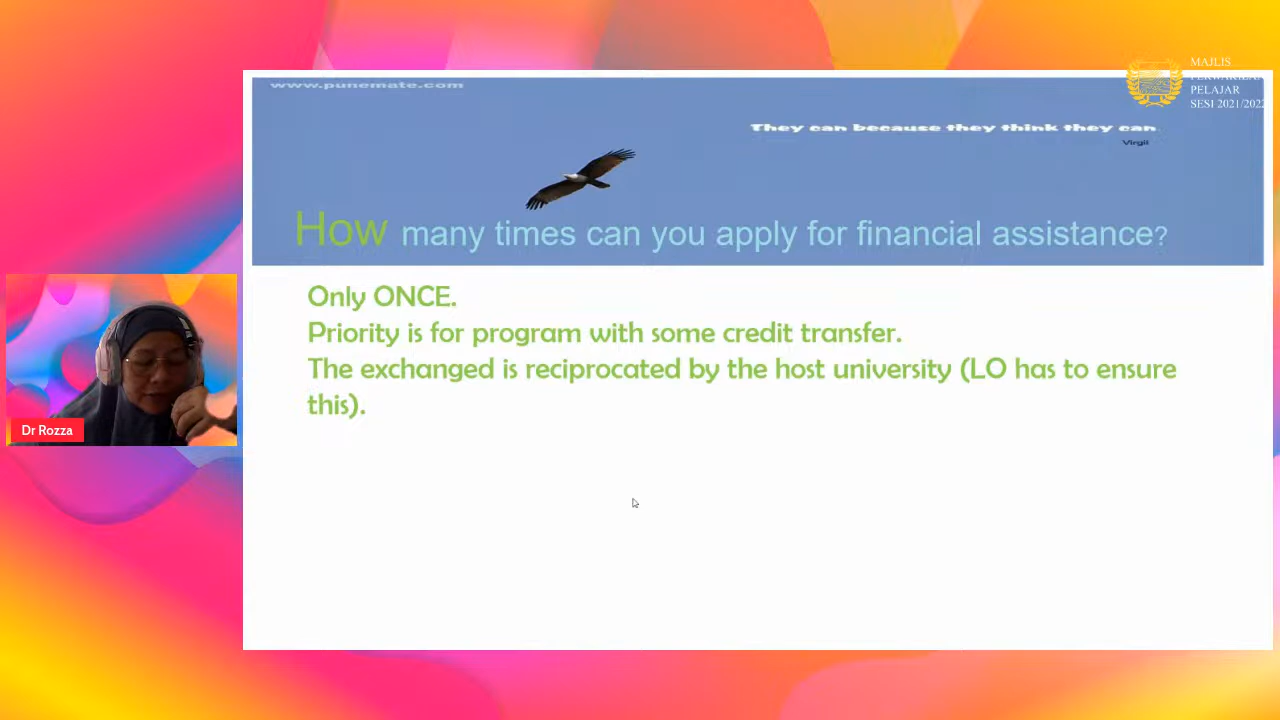 www.punemate.com
MAJLIS
PERWAKILAN
PELAJAR
SESI 2021/2022
They can because they think they can
Virgil
How many times can you apply for financial assistance?
Only ONCE.
Priority is for program with some credit transfer.
The exchanged is reciprocated by the host university (LO has to ensure
this).
Dr Rozza